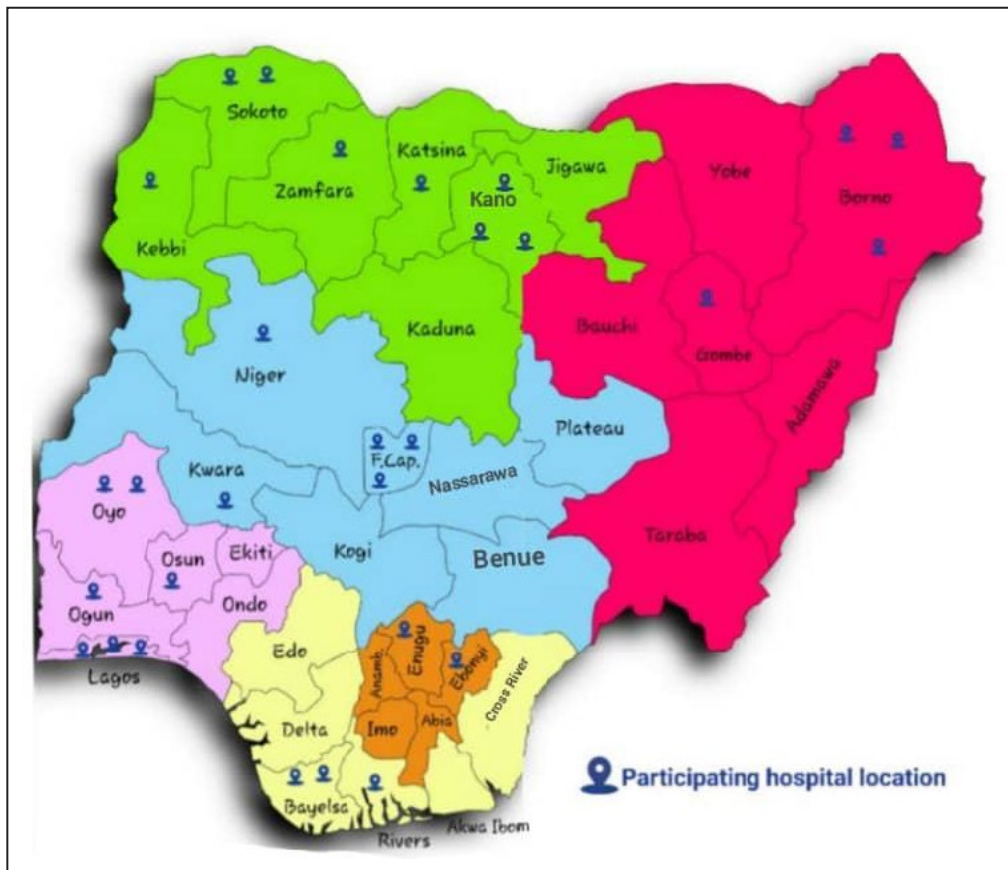 Sokoto
Katsina
Jigawa
Yobe
Zamfara
Kano
Borno
Kebbi
Kaduna
Bauchi
Gombe
Niger
Adamawa
Plateau
F.Cap.
Nassarawa
Kwara
Oyo
Taraba
Osun
Ekiti
Kogi
Benue
Ogun
Ondo
Edo
Anamb.
Enugu
Ebonyi
Lagos
Cross River
Delta
Imo
Abia
Participating hospital location
Bayelsa
Akwa Ibom
Rivers